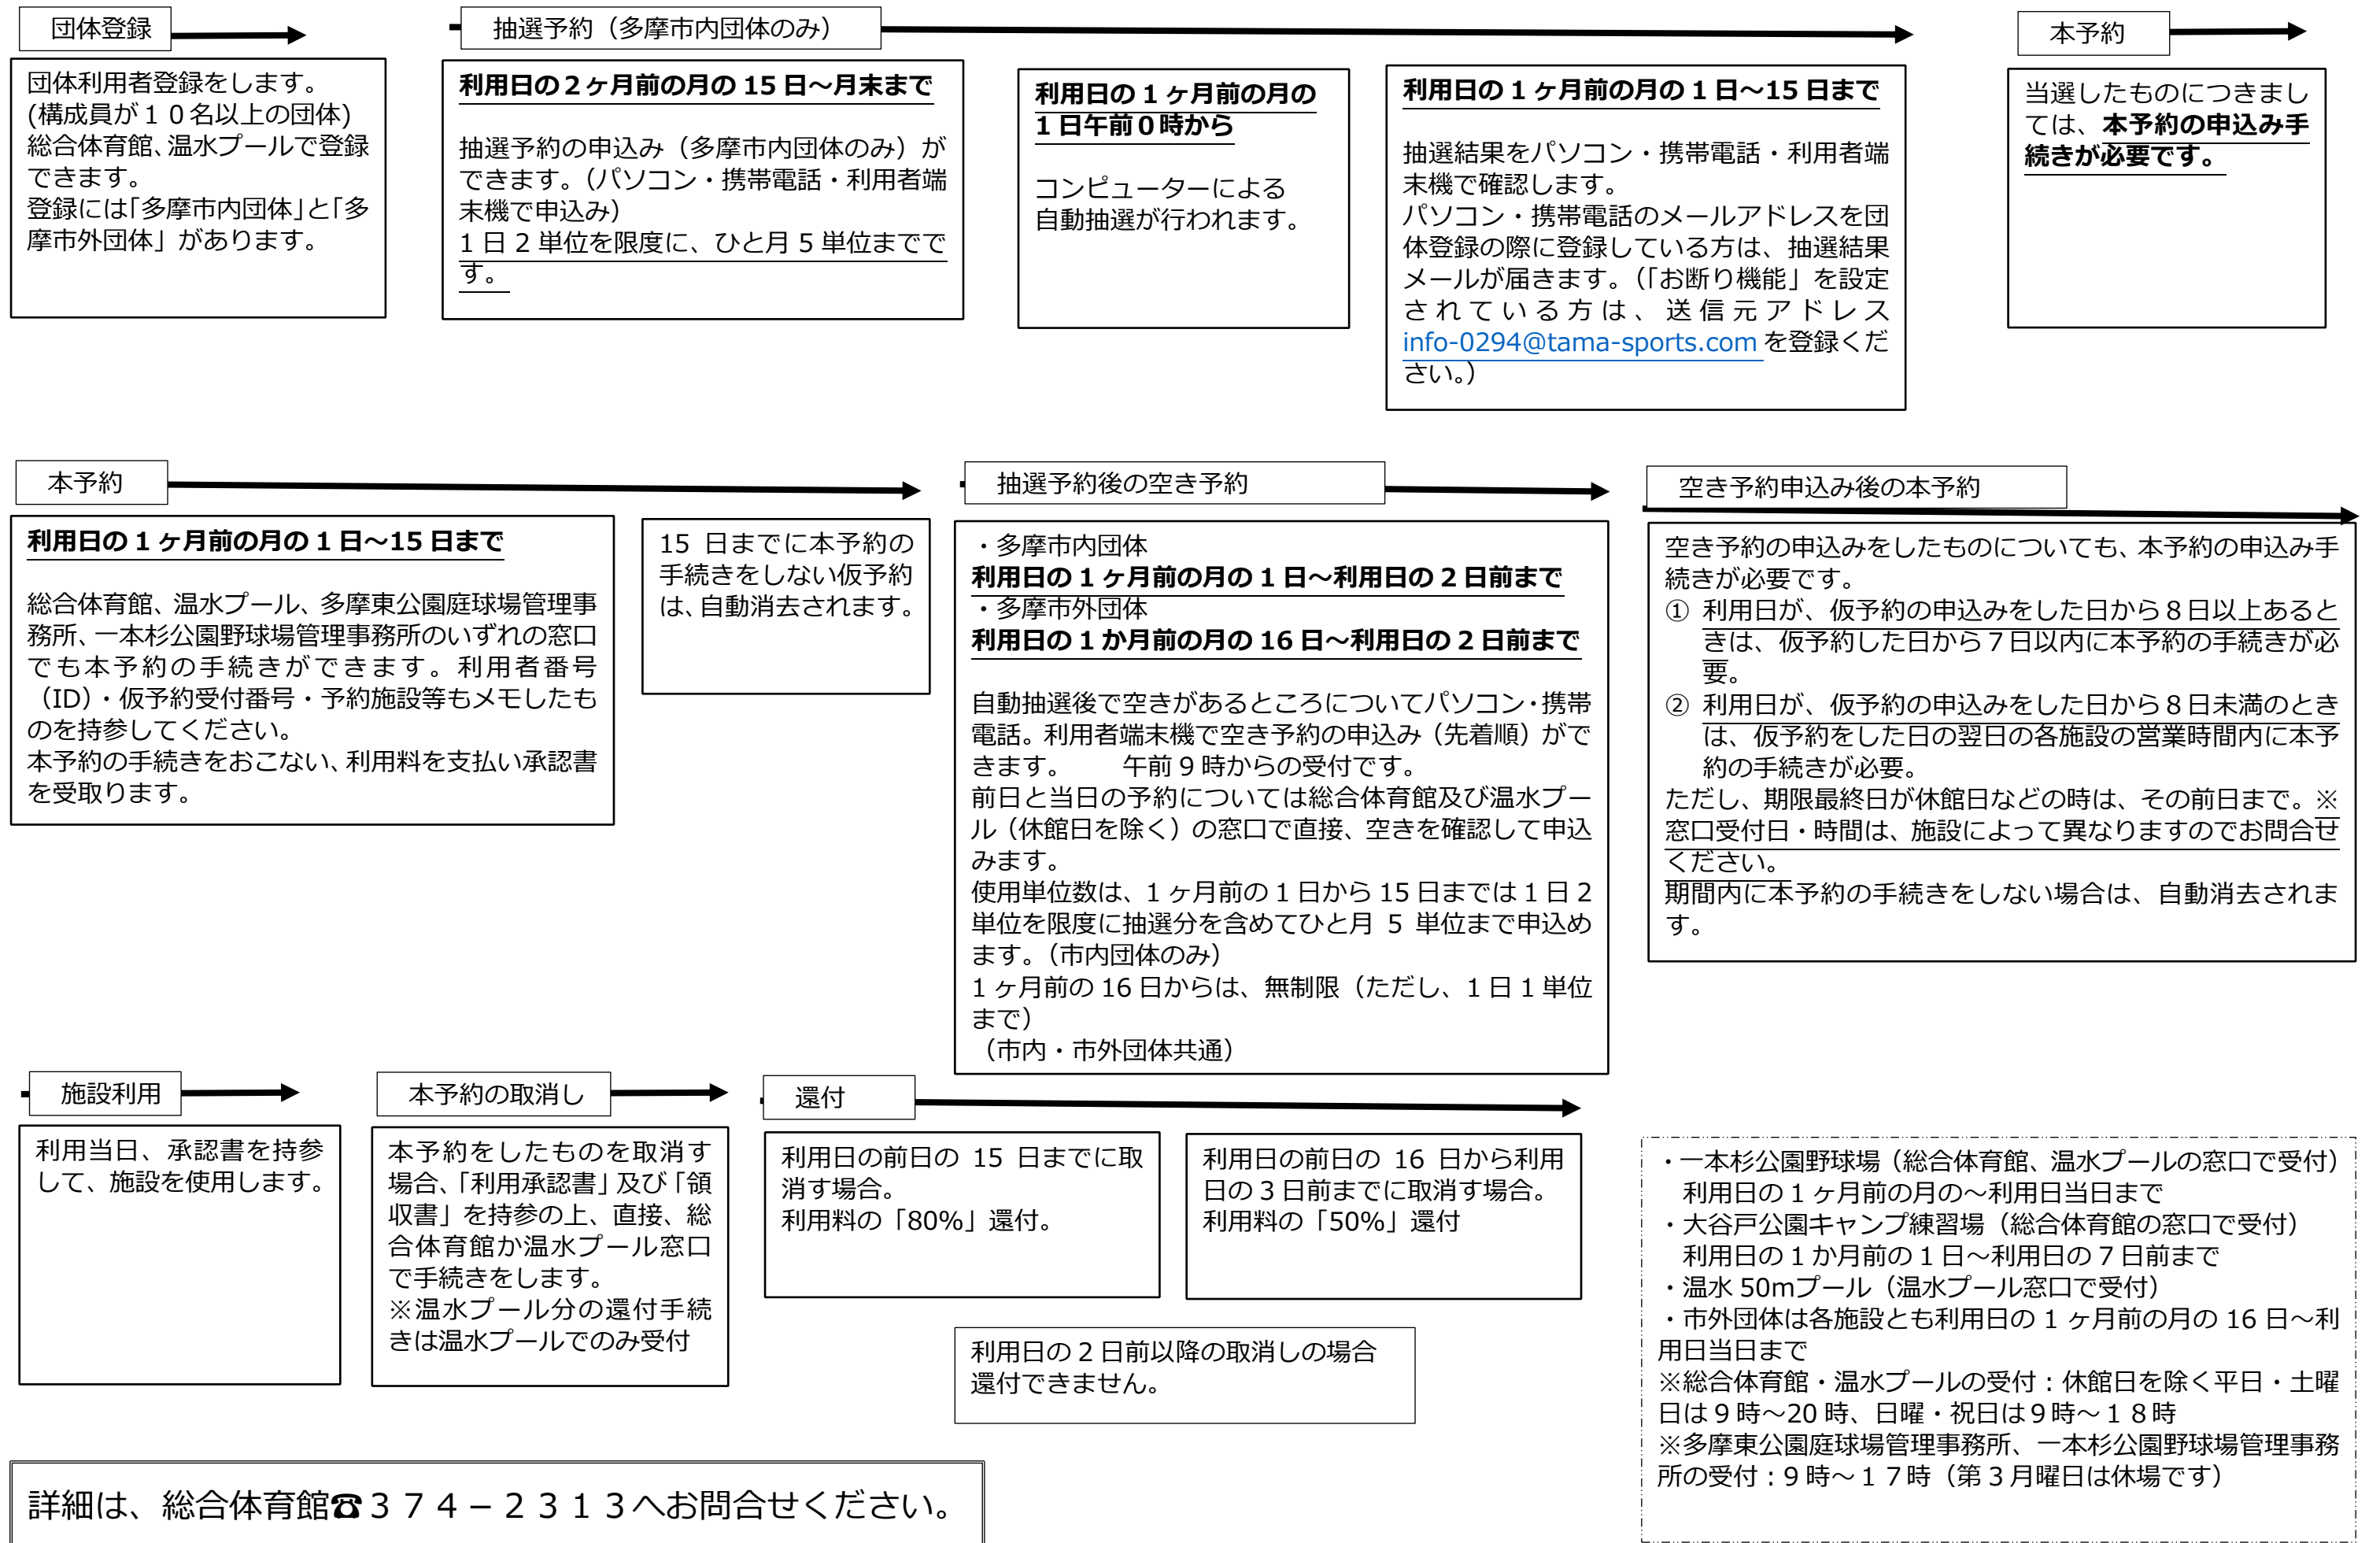 団体登録
団体利用者登録をします。
(構成員が１０名以上の団体)
総合体育館、温水プールで登録
できます。
登録には「多摩市内団体」と「多
摩市外団体」があります。
抽選予約（多摩市内団体のみ）
利用日の２ヶ月前の月の 15 日～月末まで
抽選予約の申込み（多摩市内団体のみ）が
できます。（パソコン・携帯電話・利用者端
末機で申込み）
1 日 2 単位を限度に、ひと月 5 単位までで
す。
利用日の 1 ヶ月前の月の
1 日午前０時から
コンピューターによる
自動抽選が行われます。
利用日の 1 ヶ月前の月の 1 日～15 日まで
抽選結果をパソコン・携帯電話・利用者端
末機で確認します。
パソコン・携帯電話のメールアドレスを団
体登録の際に登録している方は、抽選結果
メールが届きます。（「お断り機能」を設定
されている方は、送信元アドレス
info-0294@tama-sports.com を登録くだ
さい。）
本予約
当選したものにつきまし
ては、本予約の申込み手
続きが必要です。
本予約
利用日の 1 ヶ月前の月の 1 日～15 日まで
総合体育館、温水プール、多摩東公園庭球場管理事
務所、一本杉公園野球場管理事務所のいずれの窓口
でも本予約の手続きができます。利用者番号
（ID）・仮予約受付番号・予約施設等もメモしたも
のを持参してください。
本予約の手続きをおこない、利用料を支払い承認書
を受取ります。
15 日までに本予約の
手続きをしない仮予約
は、自動消去されます。
抽選予約後の空き予約
・多摩市内団体
利用日の 1 ヶ月前の月の 1 日～利用日の 2 日前まで
・多摩市外団体
利用日の 1 か月前の月の 16 日～利用日の 2 日前まで
自動抽選後で空きがあるところについてパソコン・携帯
電話。利用者端末機で空き予約の申込み（先着順）がで
きます。　　午前 9 時からの受付です。
前日と当日の予約については総合体育館及び温水プー
ル（休館日を除く）の窓口で直接、空きを確認して申込
みます。
使用単位数は、1 ヶ月前の 1 日から 15 日までは 1 日 2
単位を限度に抽選分を含めてひと月 5 単位まで申込め
ます。（市内団体のみ）
1 ヶ月前の 16 日からは、無制限（ただし、1 日 1 単位
まで）
（市内・市外団体共通）
空き予約申込み後の本予約
空き予約の申込みをしたものについても、本予約の申込み手
続きが必要です。
① 利用日が、仮予約の申込みをした日から８日以上あると
きは、仮予約した日から７日以内に本予約の手続きが必
要。
② 利用日が、仮予約の申込みをした日から８日未満のとき
は、仮予約をした日の翌日の各施設の営業時間内に本予
約の手続きが必要。
ただし、期限最終日が休館日などの時は、その前日まで。※
窓口受付日・時間は、施設によって異なりますのでお問合せ
ください。
期間内に本予約の手続きをしない場合は、自動消去されま
す。
施設利用
利用当日、承認書を持参
して、施設を使用します。
本予約の取消し
本予約をしたものを取消す
場合、「利用承認書」及び「領
収書」を持参の上、直接、総
合体育館か温水プール窓口
で手続きをします。
※温水プール分の還付手続
きは温水プールでのみ受付
還付
利用日の前日の 15 日までに取
消す場合。
利用料の「80%」還付。
利用日の前日の 16 日から利用
日の３日前までに取消す場合。
利用料の「50%」還付
利用日の２日前以降の取消しの場合
還付できません。
・一本杉公園野球場（総合体育館、温水プールの窓口で受付）
利用日の 1 ヶ月前の月の～利用日当日まで
・大谷戸公園キャンプ練習場（総合体育館の窓口で受付）
利用日の 1 か月前の 1 日～利用日の 7 日前まで
・温水 50mプール（温水プール窓口で受付）
・市外団体は各施設とも利用日の 1 ヶ月前の月の 16 日～利
用日当日まで
※総合体育館・温水プールの受付：休館日を除く平日・土曜
日は 9 時～20 時、日曜・祝日は９時～１８時
※多摩東公園庭球場管理事務所、一本杉公園野球場管理事務
所の受付：9 時～１７時（第３月曜日は休場です）
詳細は、総合体育館☎３７４－２３１３へお問合せください。